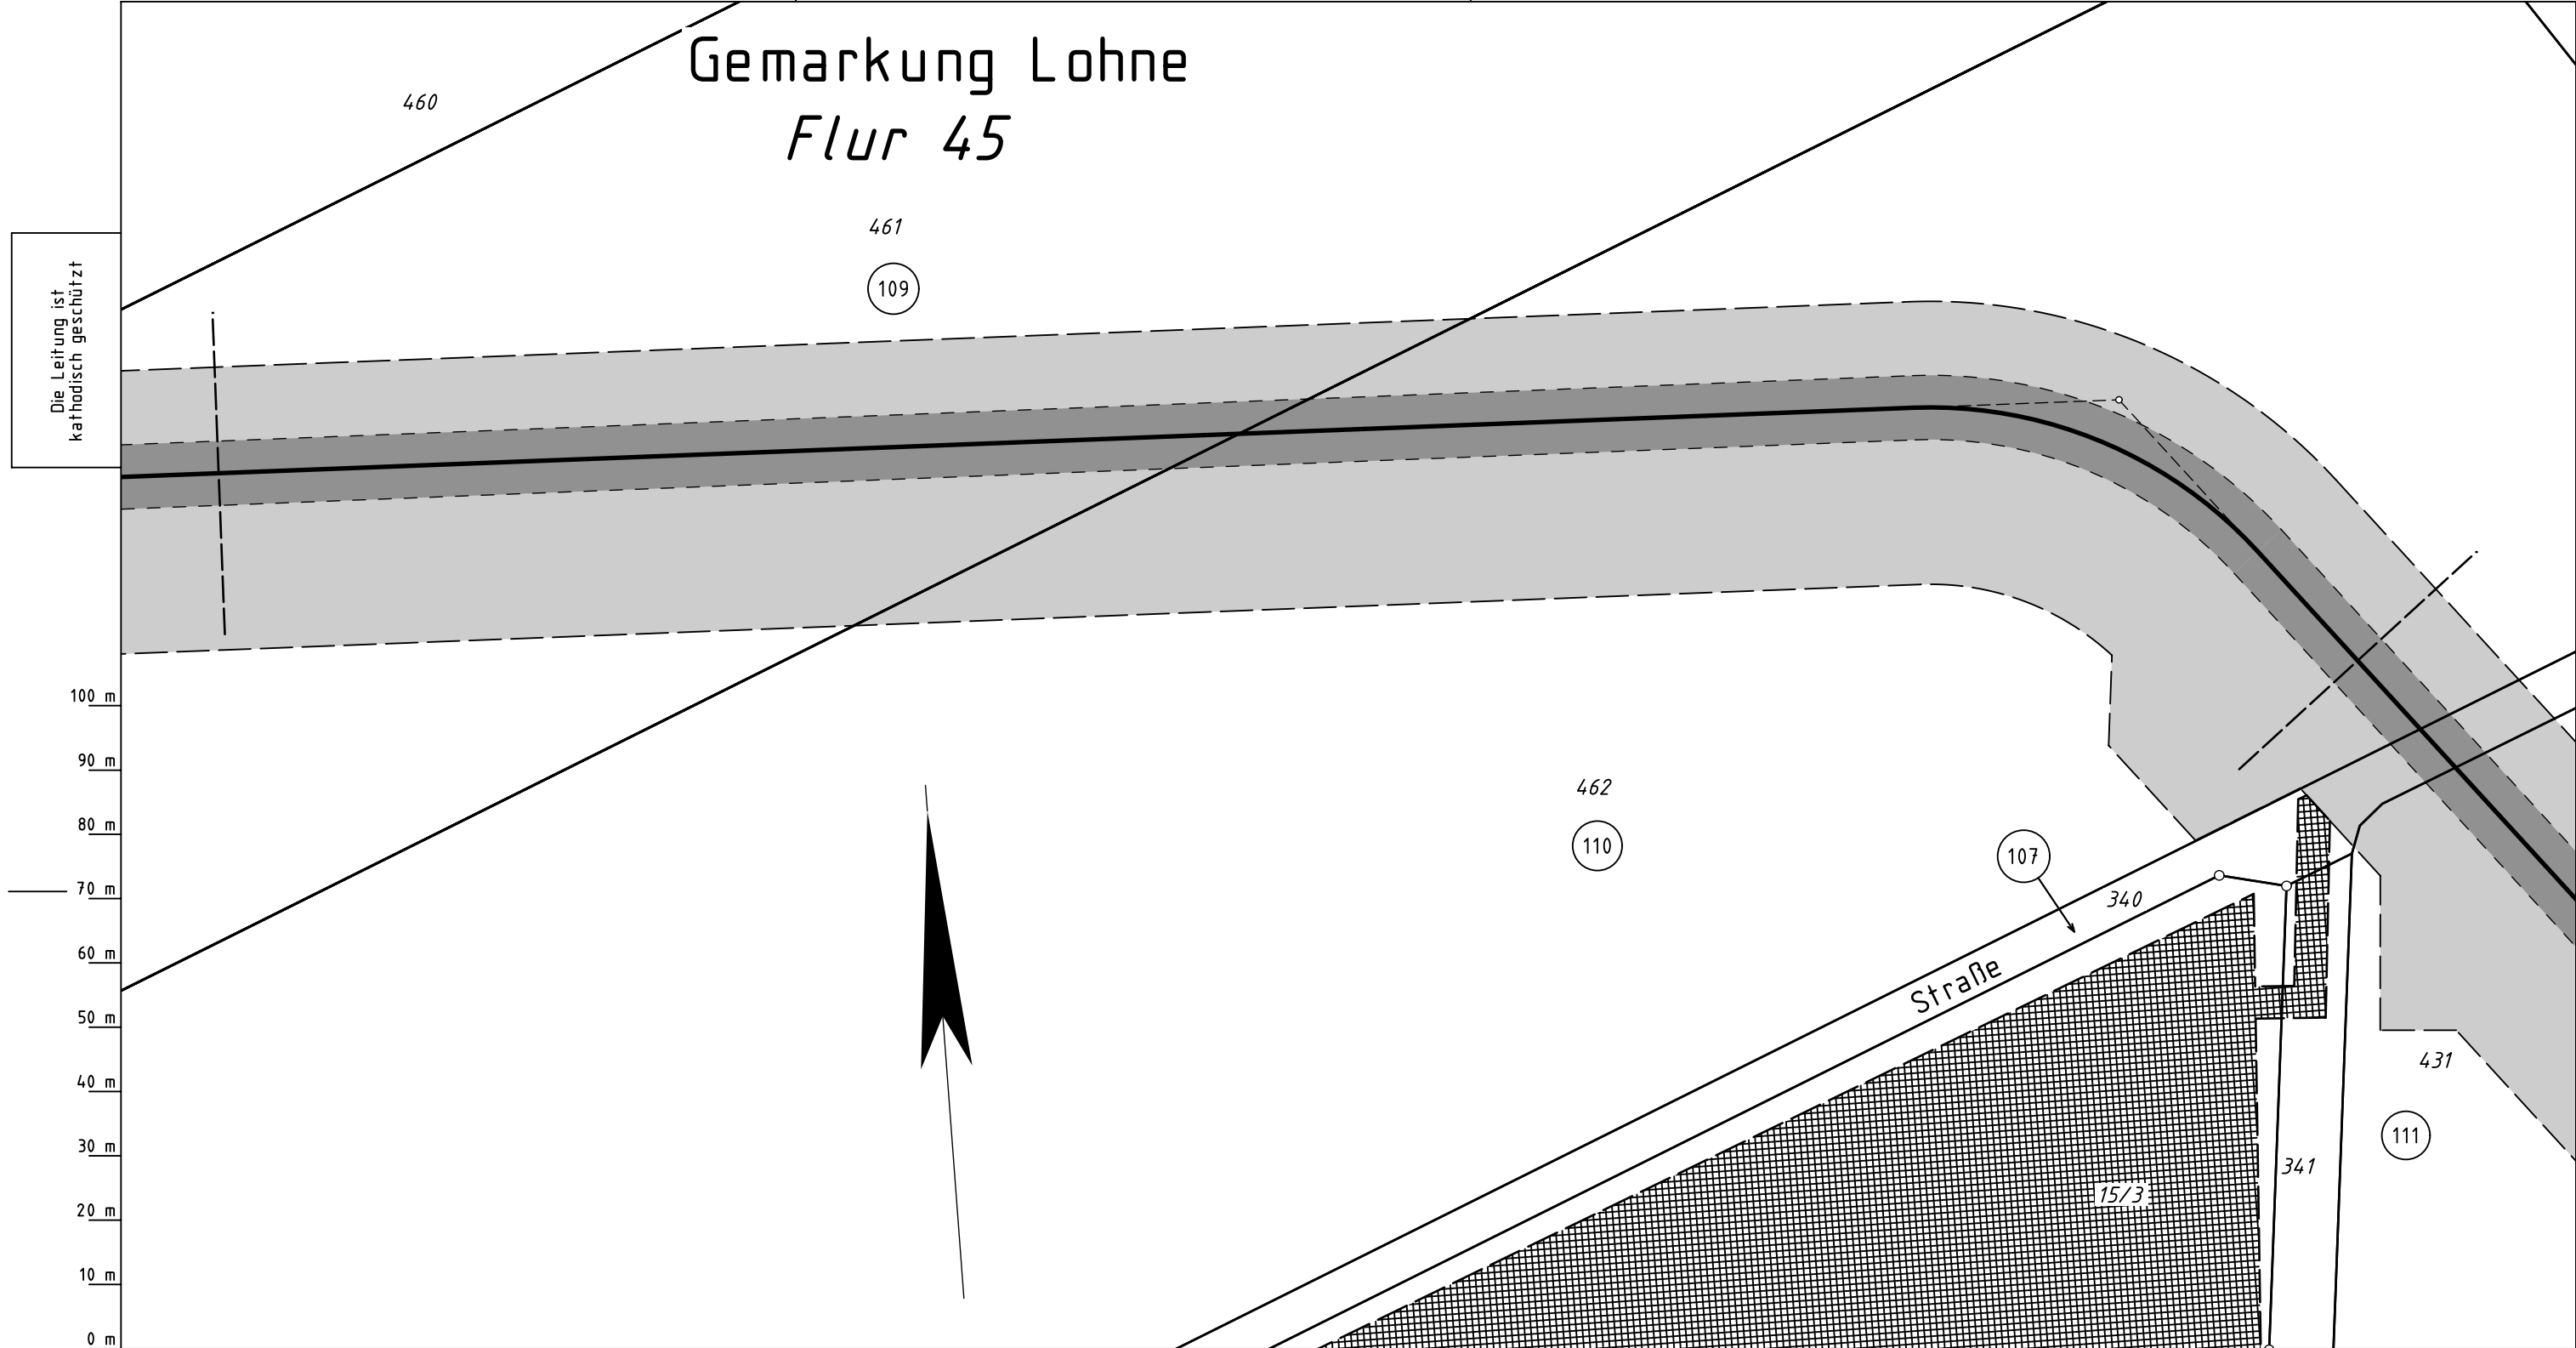 Gemarkung Lohne
Flur 45
460
461
109
Die Leitung ist
kathodisch geschützt
100 m
90 m
80 m
70 m
60 m
50 m
40 m
30 m
20 m
10 m
0 m
462
110
107
340
Straße
431
111
341
15/3